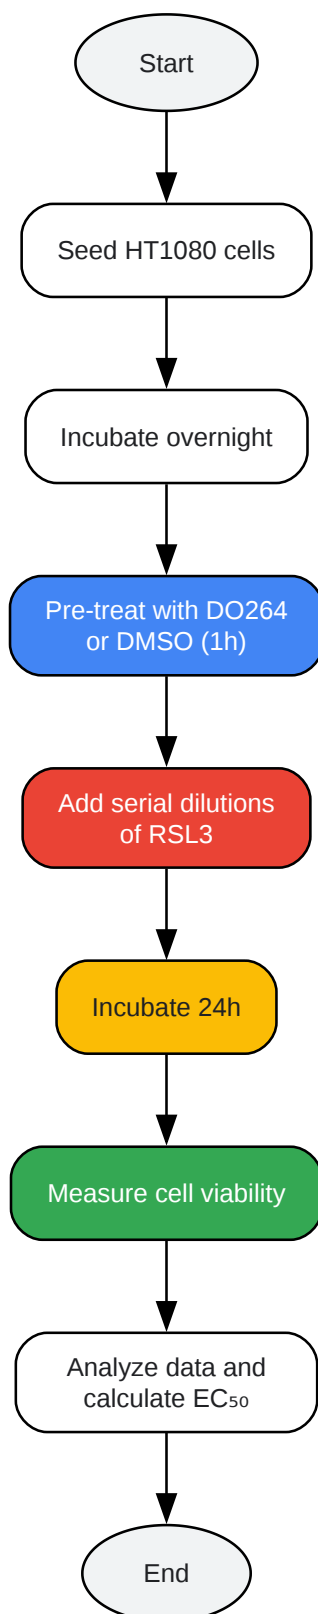 Start
Seed HT1080 cells
Incubate overnight
Pre-treat with DO264
or DMSO (1h)
Add serial dilutions
of RSL3
Incubate 24h
Measure cell viability
Analyze data and
calculate EC₅₀
End